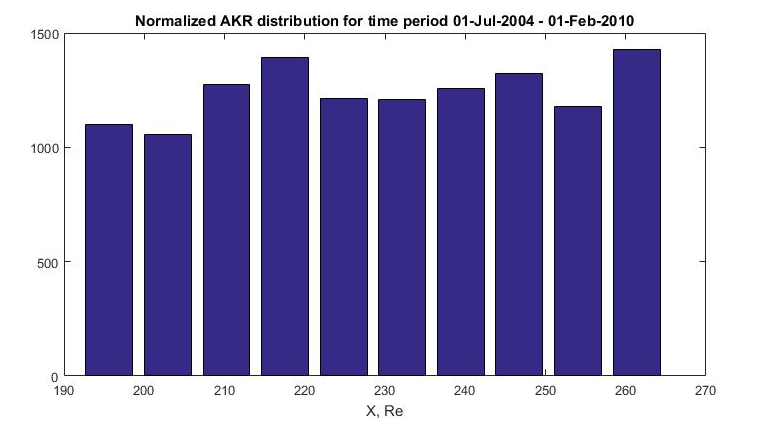 Normalized AKR distribution for time period 01-Jul-2004 - 01-Feb-2010
1500
1000
500
0
190 200 210 220 230 240 250 260 270
X, Re